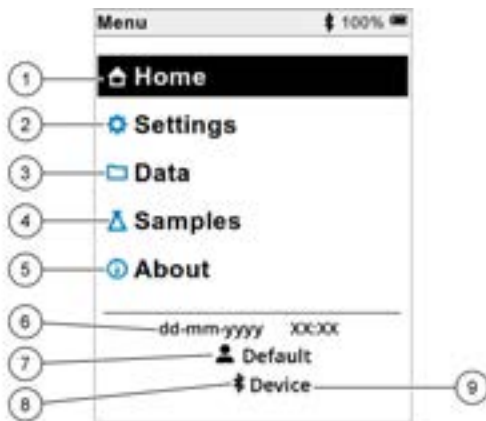 Menu 100%
1 Home
2 Settings
3 Data
4 Samples
5 About
6 dd-mm-yyyy XX:XX
7 Default
8 Device 9